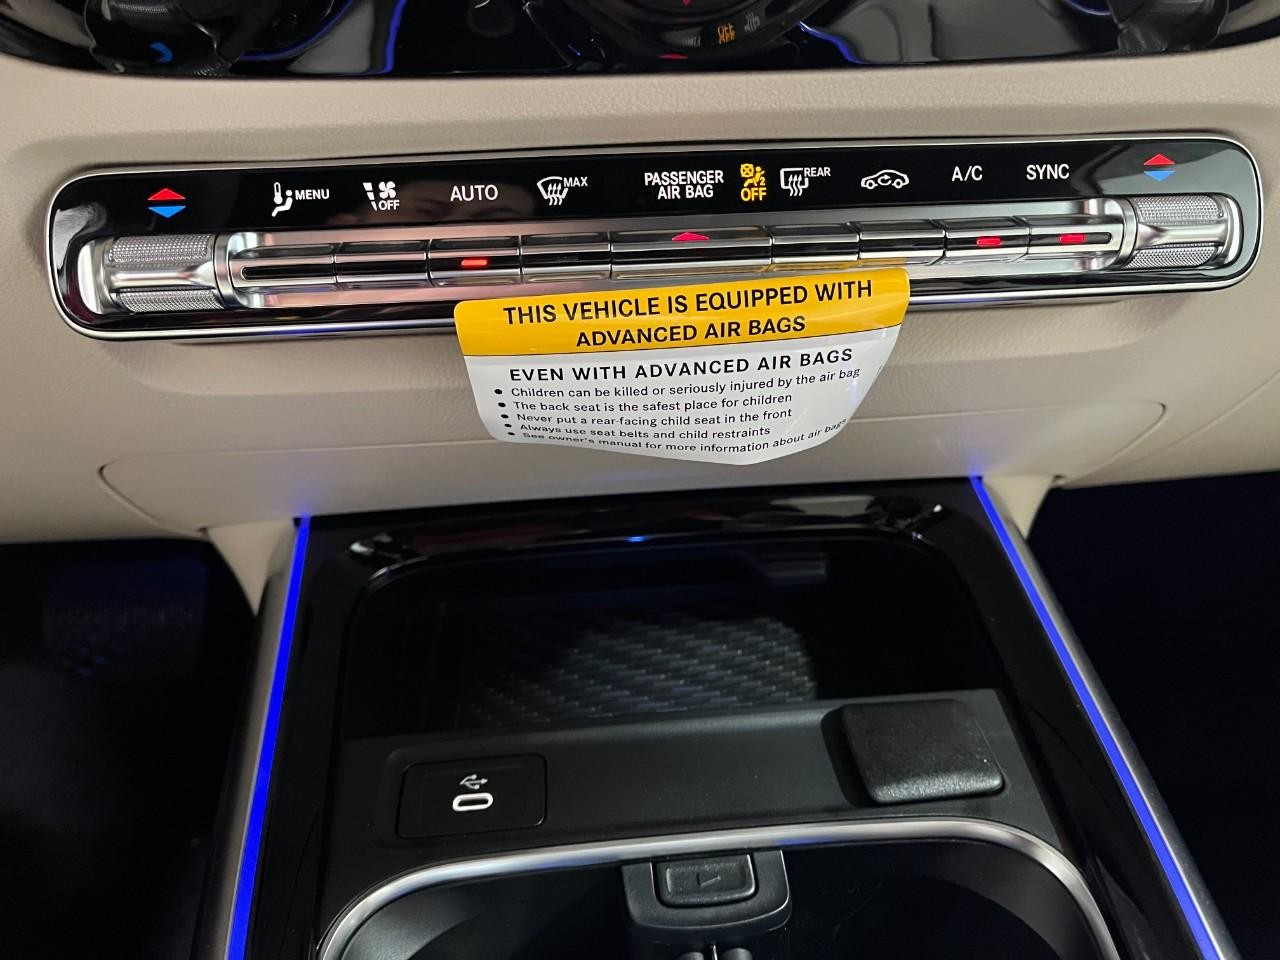 OFF
MENU
OFF
AUTO
MAX
PASSENGER
AIR BAG
2
OFF
REAR
A/C
SYNC
THIS VEHICLE IS EQUIPPED WITH
ADVANCED AIR BAGS
EVEN WITH ADVANCED AIR BAGS
• Children can be killed or seriously injured by the air bag
• The back seat is the safest place for children
• Never put a rear-facing child seat in the front
• Always use seat belts and child restraints
• See owner's manual for more information about air bags